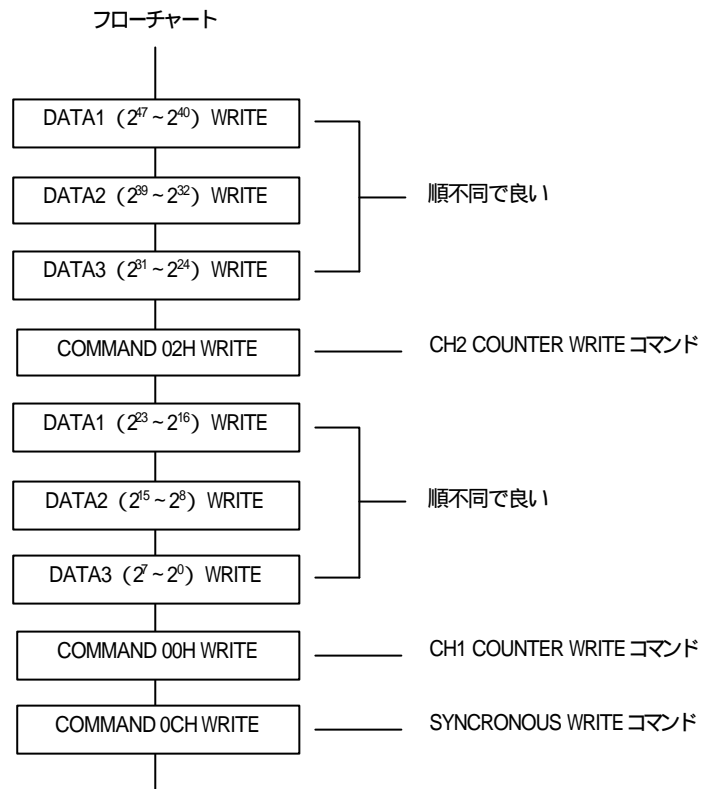 フローチャート
DATA1（2⁴⁷~2⁴⁰）WRITE
DATA2（2³⁹~2³²）WRITE
順不同で良い
DATA3（2³¹~2²⁴）WRITE
COMMAND 02H WRITE
CH2 COUNTER WRITE コマンド
DATA1（2²³~2¹⁶）WRITE
DATA2（2¹⁵~2⁸）WRITE
順不同で良い
DATA3（2⁷~2⁰）WRITE
COMMAND 00H WRITE
CH1 COUNTER WRITE コマンド
COMMAND 0CH WRITE
SYNCRONOUS WRITE コマンド